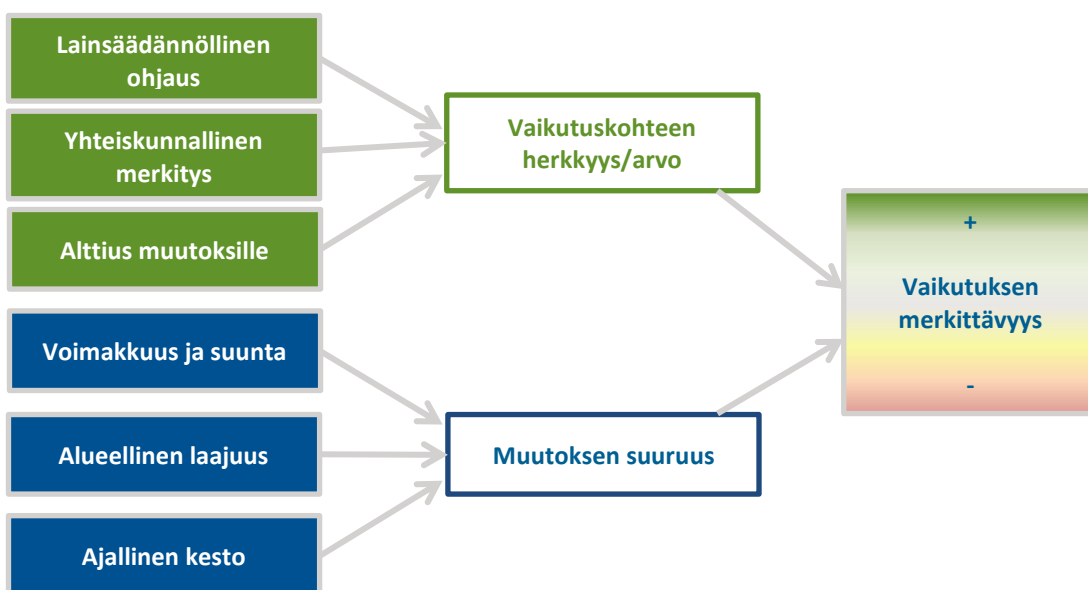 Lainsäädännöllinen
ohjaus
Yhteiskunnallinen
merkitys
Alttius muutoksille
Voimakkuus ja suunta
Alueellinen laajuus
Ajallinen kesto
Vaikutuskohteen
herkkyys/arvo
Muutoksen suuruus
+
Vaikutuksen
merkittävyys
-